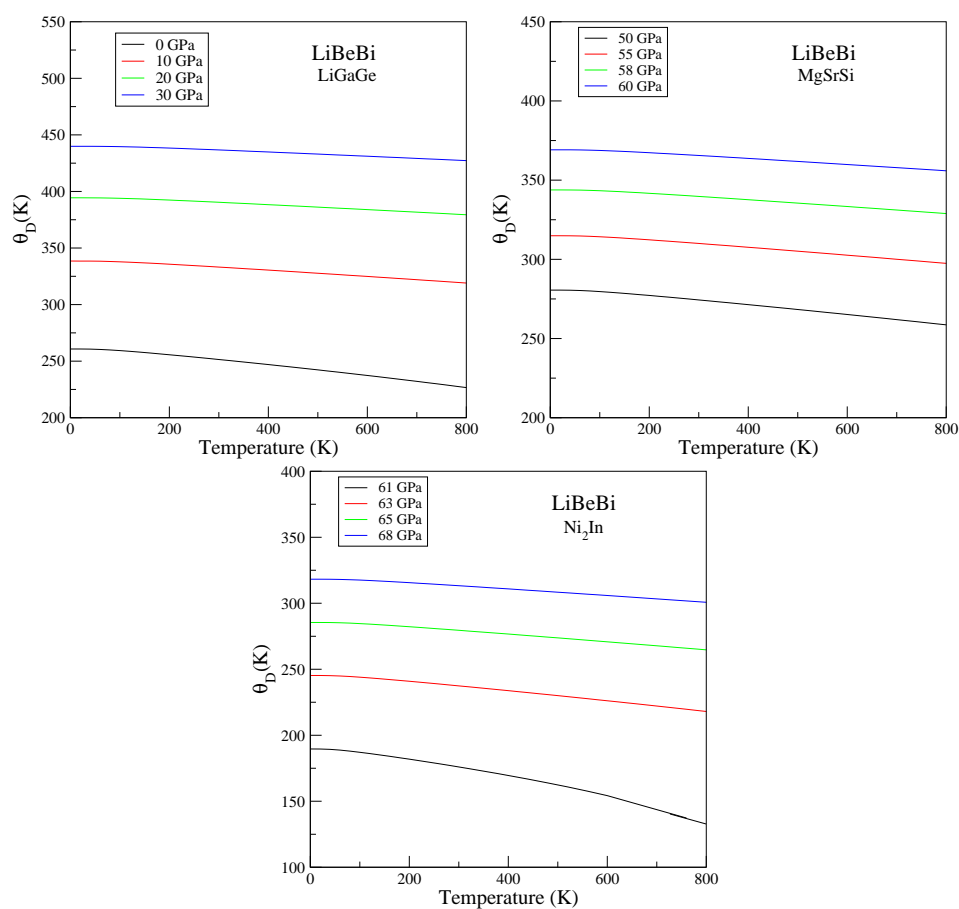 0 GPa
10 GPa
20 GPa
30 GPa
LiBeBi
LiGaGe
550
500
450
400
350
300
250
200
θD(K)
0 200 400 600 800
Temperature (K)
50 GPa
55 GPa
58 GPa
60 GPa
LiBeBi
MgSrSi
450
400
350
300
250
200
θD(K)
0 200 400 600 800
Temperature (K)
61 GPa
63 GPa
65 GPa
68 GPa
LiBeBi
Ni2In
400
350
300
250
200
150
100
θD(K)
0 200 400 600 800
Temperature (K)